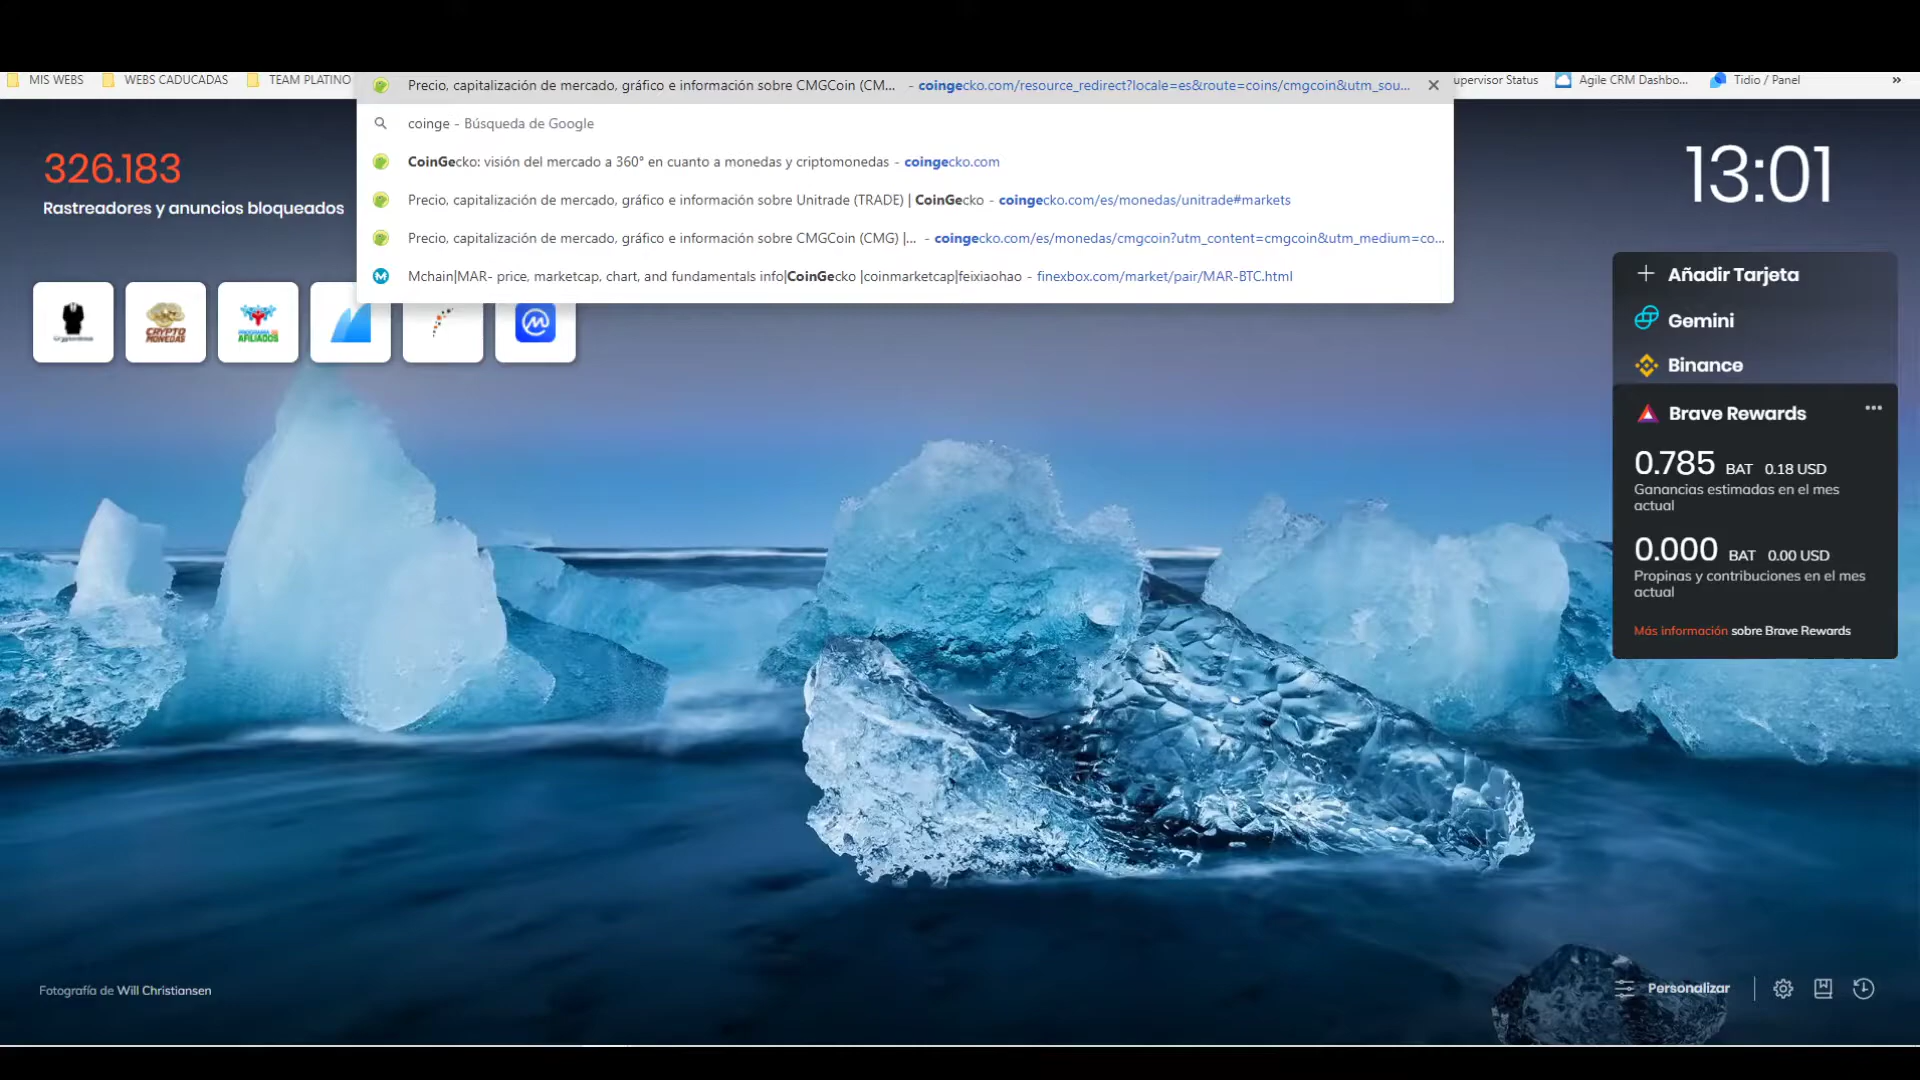 MIS WEBS
WEBS CADUCADAS
TEAM PLATINO
Precio, capitalización de mercado, gráfico e información sobre CMGCoin (CM... - coingecko.com/resource_redirect?locale=es&route=coins/cmgcoin&utm_sou...
upervisor Status
Agile CRM Dashbo...
Tidio / Panel
»
coinge - Búsqueda de Google
CoinGecko: visión del mercado a 360° en cuanto a monedas y criptomonedas - coingecko.com
Precio, capitalización de mercado, gráfico e información sobre Unitrade (TRADE) | CoinGecko - coingecko.com/es/monedas/unitrade#markets
Precio, capitalización de mercado, gráfico e información sobre CMGCoin (CMG) |... - coingecko.com/es/monedas/cmgcoin?utm_content=cmgcoin&utm_medium=co...
Mchain|MAR- price, marketcap, chart, and fundamentals info|CoinGecko |coinmarketcap|feixiaohao - finexbox.com/market/pair/MAR-BTC.html
326.183
Rastreadores y anuncios bloqueados
13:01
CRYPTO
MONEDAS
PROGRAMA DE
AFILIADOS
Añadir Tarjeta
Gemini
Binance
Brave Rewards
0.785 BAT 0.18 USD
Ganancias estimadas en el mes
actual
0.000 BAT 0.00 USD
Propinas y contribuciones en el mes
actual
Más información sobre Brave Rewards
Fotografía de Will Christiansen
Personalizar